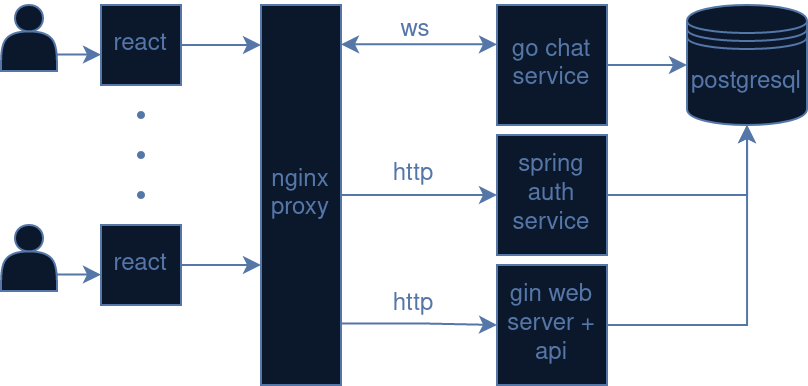 react
nginx
proxy
react
ws
http
http
go chat
service
spring
auth
service
gin web
server +
api
postgresql